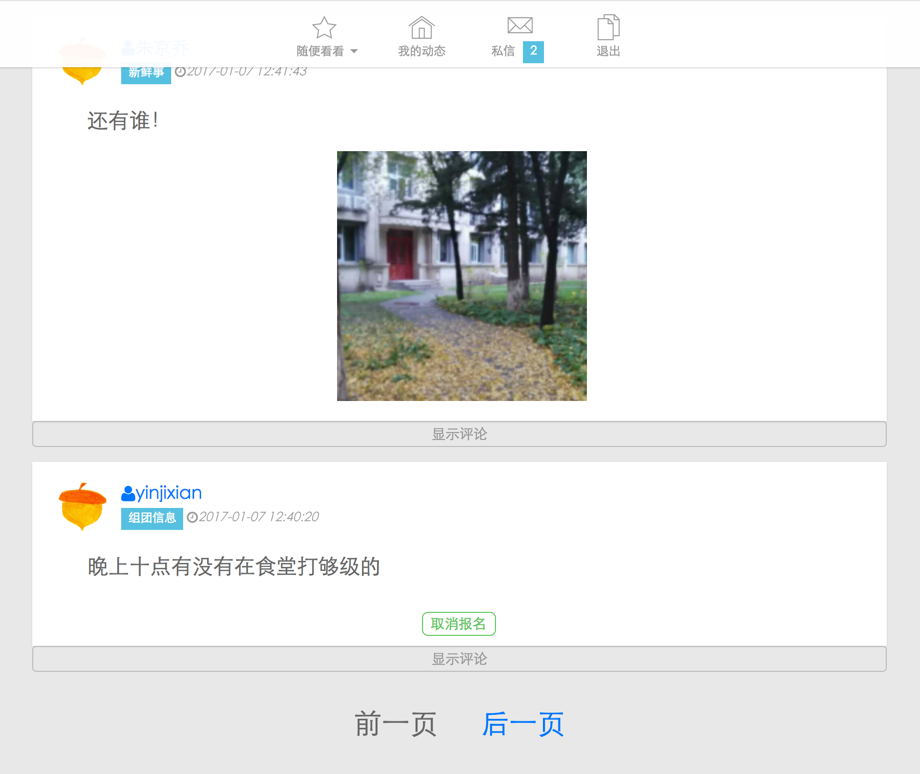 随便看看 我的动态 私信 2 退出
新鲜事 2017-01-07 12:41:43
还有谁！
显示评论
yinjixian
组团信息 2017-01-07 12:40:20
晚上十点有没有在食堂打够级的
取消报名
显示评论
前一页 后一页